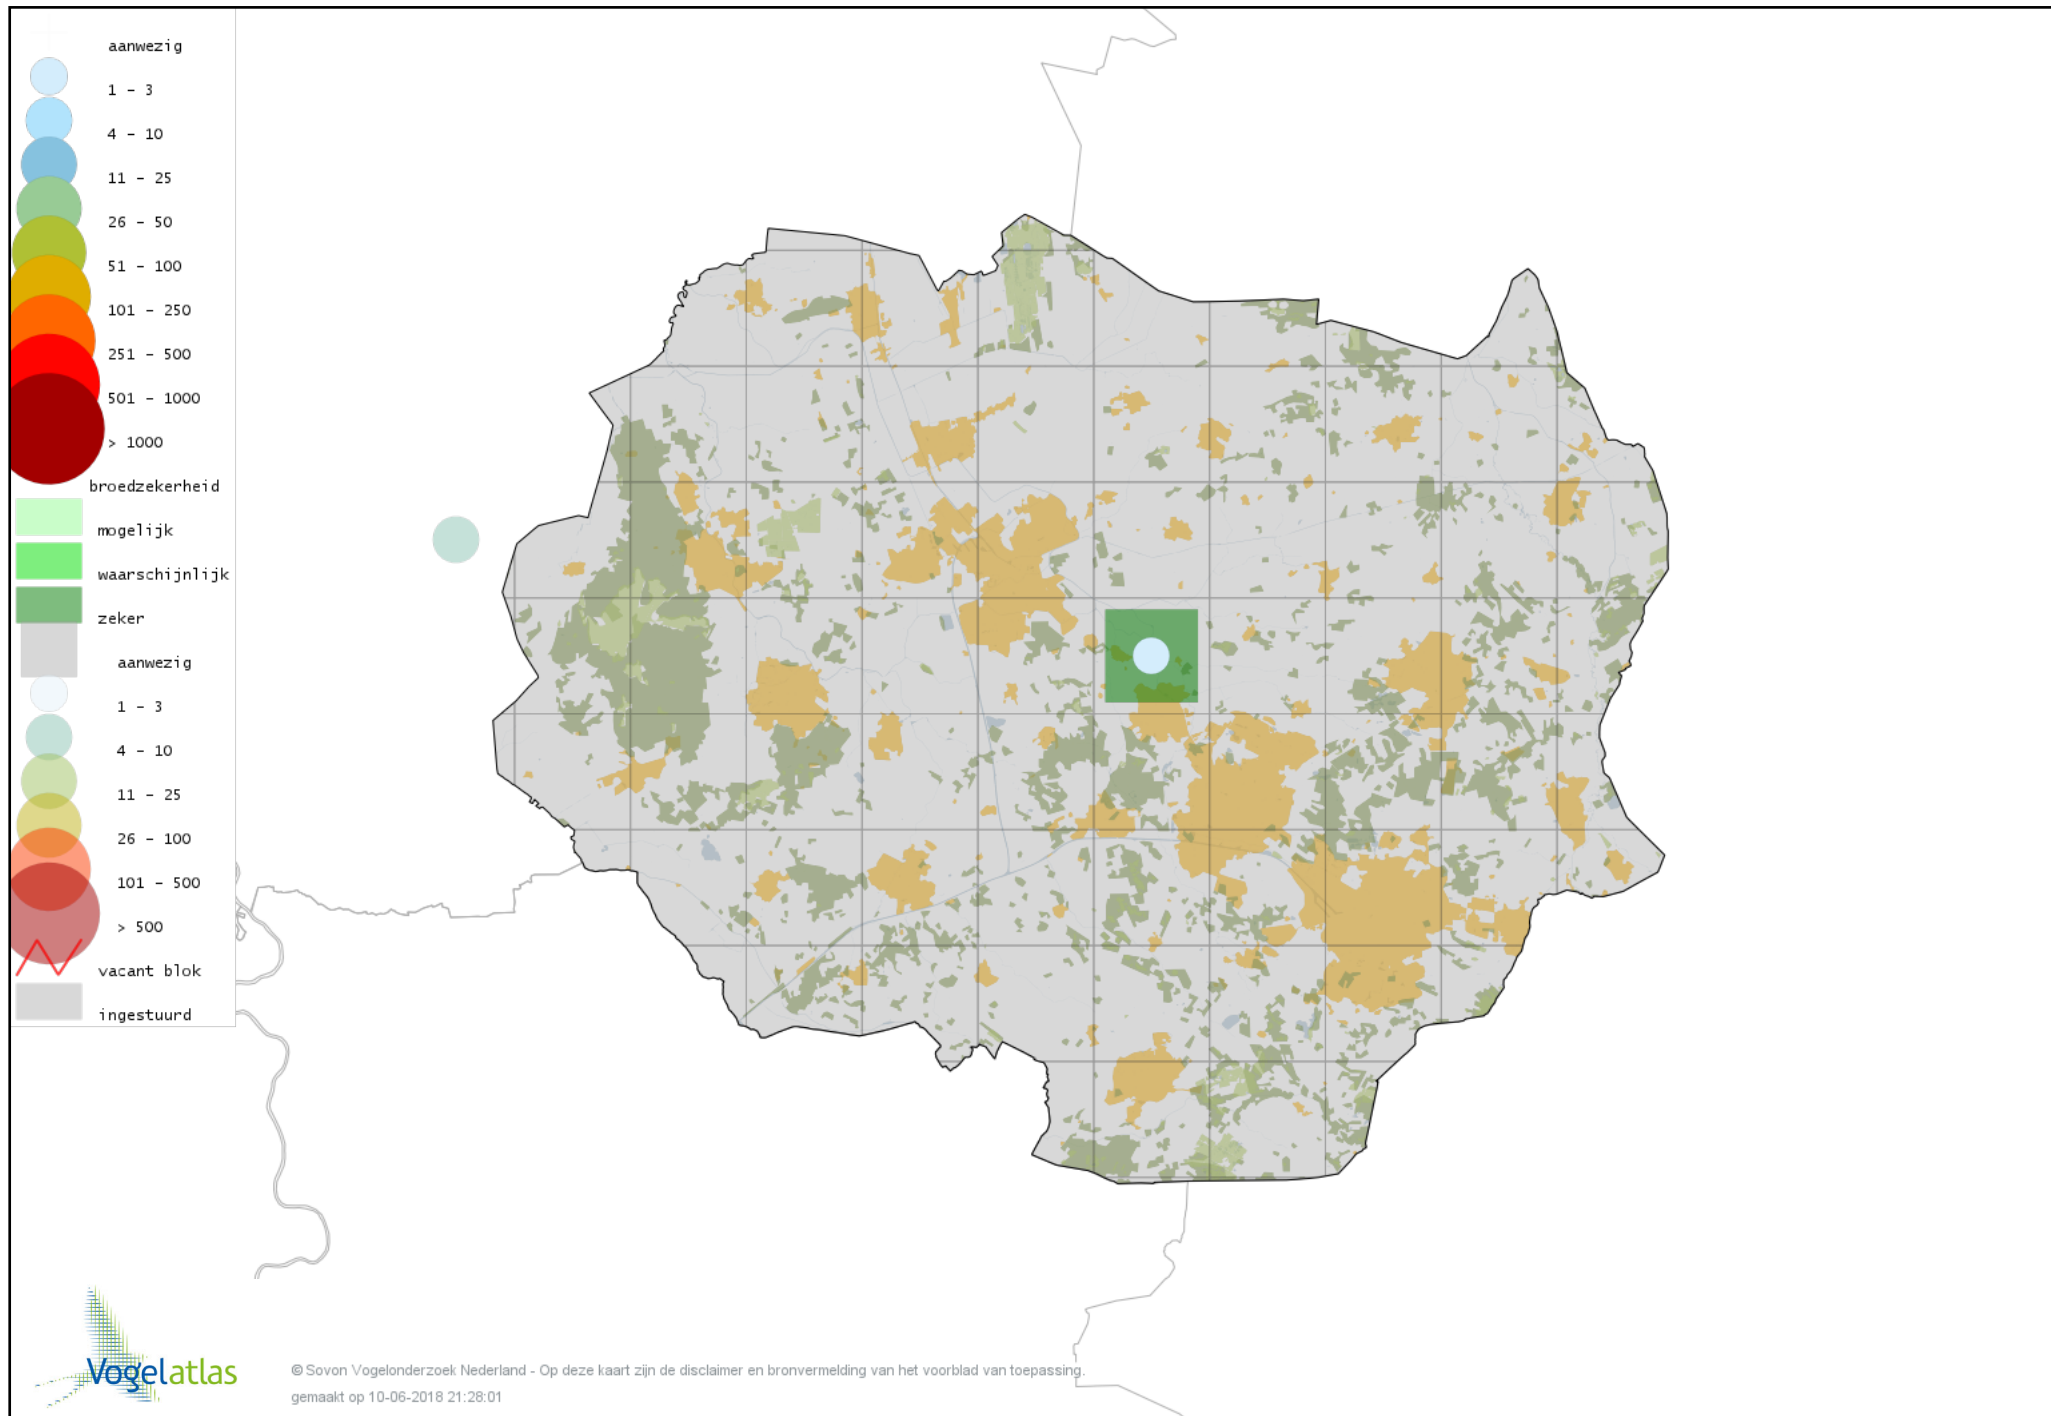 aanwezig
1 - 3
4 - 10
11 - 25
26 - 50
51 - 100
101 - 250
251 - 500
501 - 1000
> 1000
broedzekerheid
mogelijk
waarschijnlijk
zeker
aanwezig
1 - 3
4 - 10
11 - 25
26 - 100
101 - 500
> 500
vacant blok
ingestuurd
Vogelatlas
© Sovon Vogelonderzoek Nederland - Op deze kaart zijn de disclaimer en bronvermelding van het voorblad van toepassing.
gemaakt op 10-06-2018 21:28:01